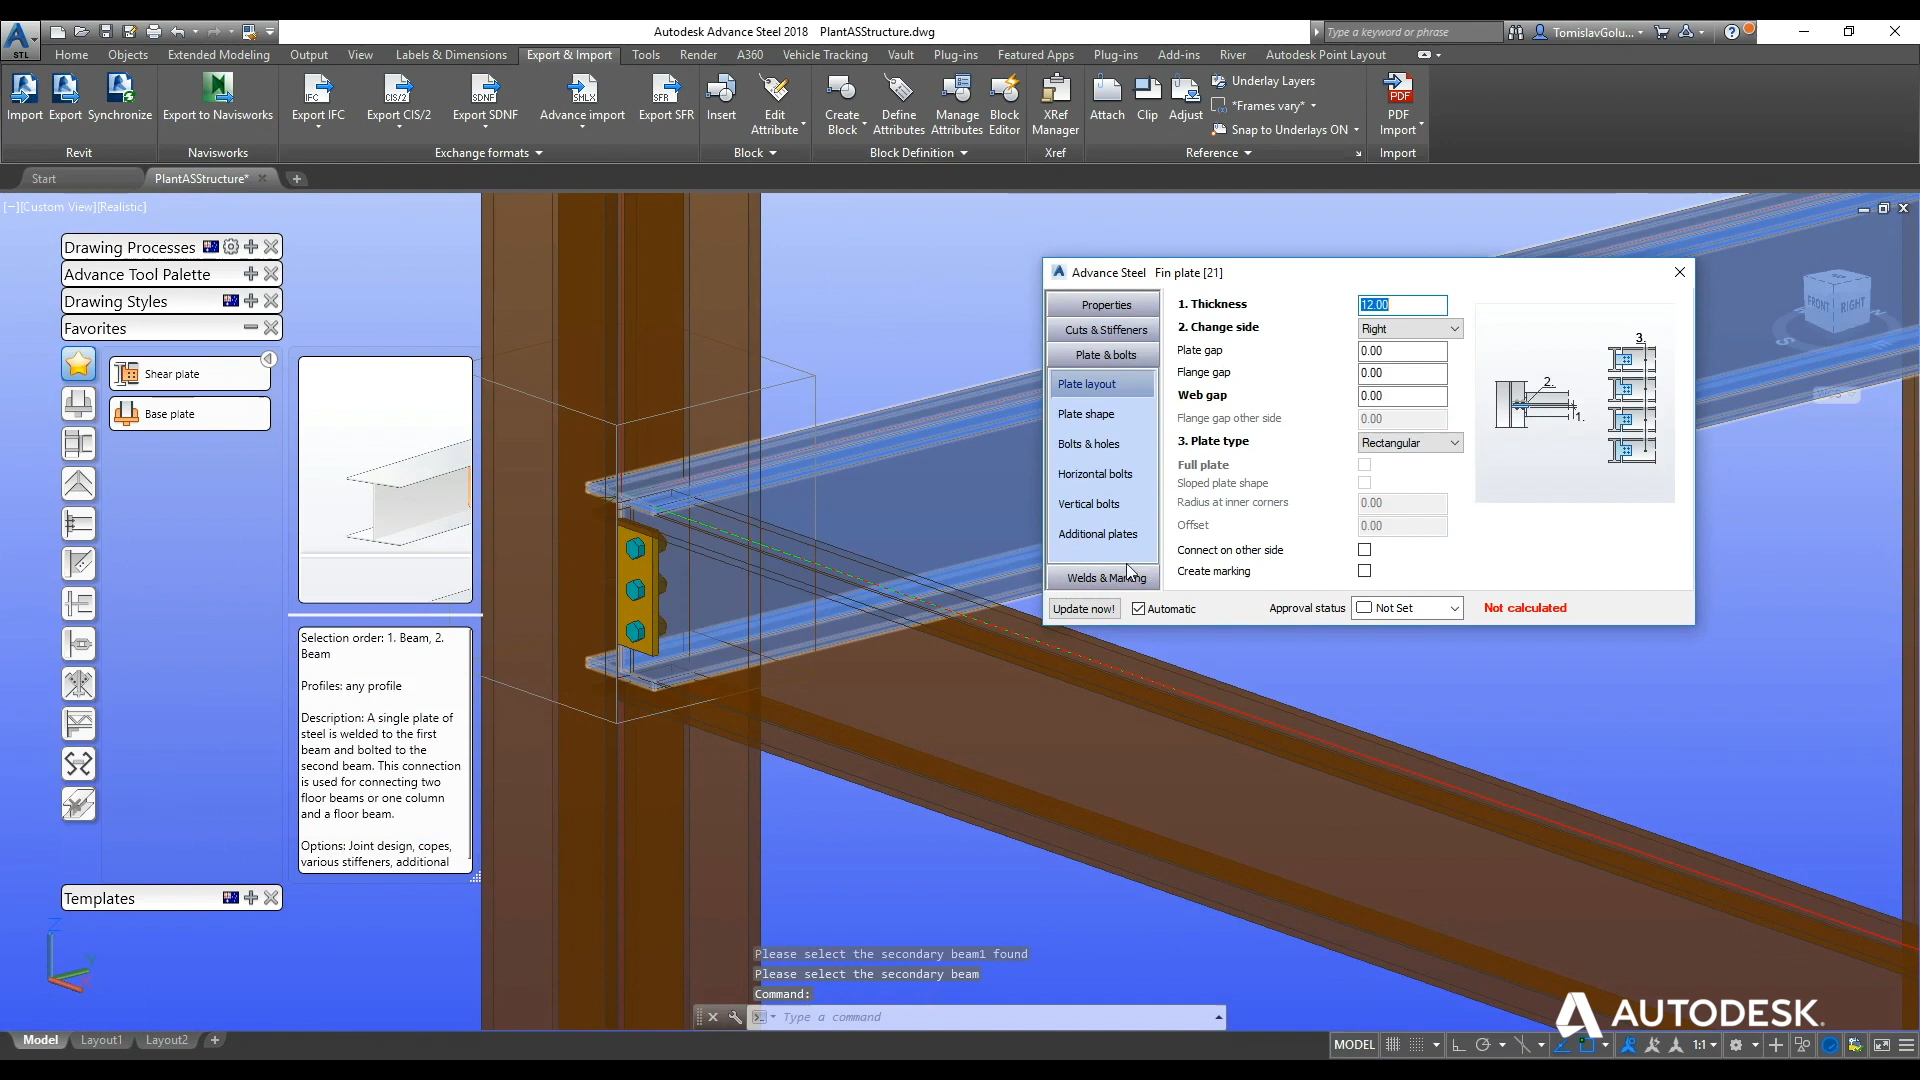 Autodesk Advance Steel 2018 PlantASStructure.dwg
Type a keyword or phrase
TomislavGolu...
STL
Home Objects Extended Modeling Output View Labels & Dimensions Export & Import Tools Render A360 Vehicle Tracking Vault Plug-ins Featured Apps Plug-ins Add-ins River Autodesk Point Layout
Import Export Synchronize
Revit
Export to Navisworks
Navisworks
IFC
Export IFC
CIS/2
Export CIS/2
SDNF
Export SDNF
SMLX
Advance import
SFR
Export SFR
Exchange formats
Insert
Edit Attribute
Block
Create Block
Define Attributes
Manage Attributes
Block Editor
Block Definition
XRef Manager
Xref
Attach Clip Adjust
Underlay Layers
*Frames vary*
Snap to Underlays ON
Reference
PDF
PDF Import
Import
Start PlantASStructure*
[−][Custom View][Realistic]
Drawing Processes
Advance Tool Palette
Drawing Styles
Favorites
Shear plate
Base plate
Selection order: 1. Beam, 2.
Beam
Profiles: any profile
Description: A single plate of
steel is welded to the first
beam and bolted to the
second beam. This connection
is used for connecting two
floor beams or one column
and a floor beam.
Options: Joint design, copes,
various stiffeners, additional
Templates
Z
Y
FRONT RIGHT
Advance Steel Fin plate [21]
Properties
Cuts & Stiffeners
Plate & bolts
Plate layout
Plate shape
Bolts & holes
Horizontal bolts
Vertical bolts
Additional plates
Welds & Marking
1. Thickness 12.00
2. Change side Right
Plate gap 0.00
Flange gap 0.00
Web gap 0.00
Flange gap other side 0.00
3. Plate type Rectangular
Full plate
Sloped plate shape
Radius at inner corners 0.00
Offset 0.00
Connect on other side
Create marking
3.
2.
1.
Update now! Automatic Approval status Not Set Not calculated
Please select the secondary beam1 found
Please select the secondary beam
Command:
Type a command
AUTODESK.
Model Layout1 Layout2
MODEL 1:1